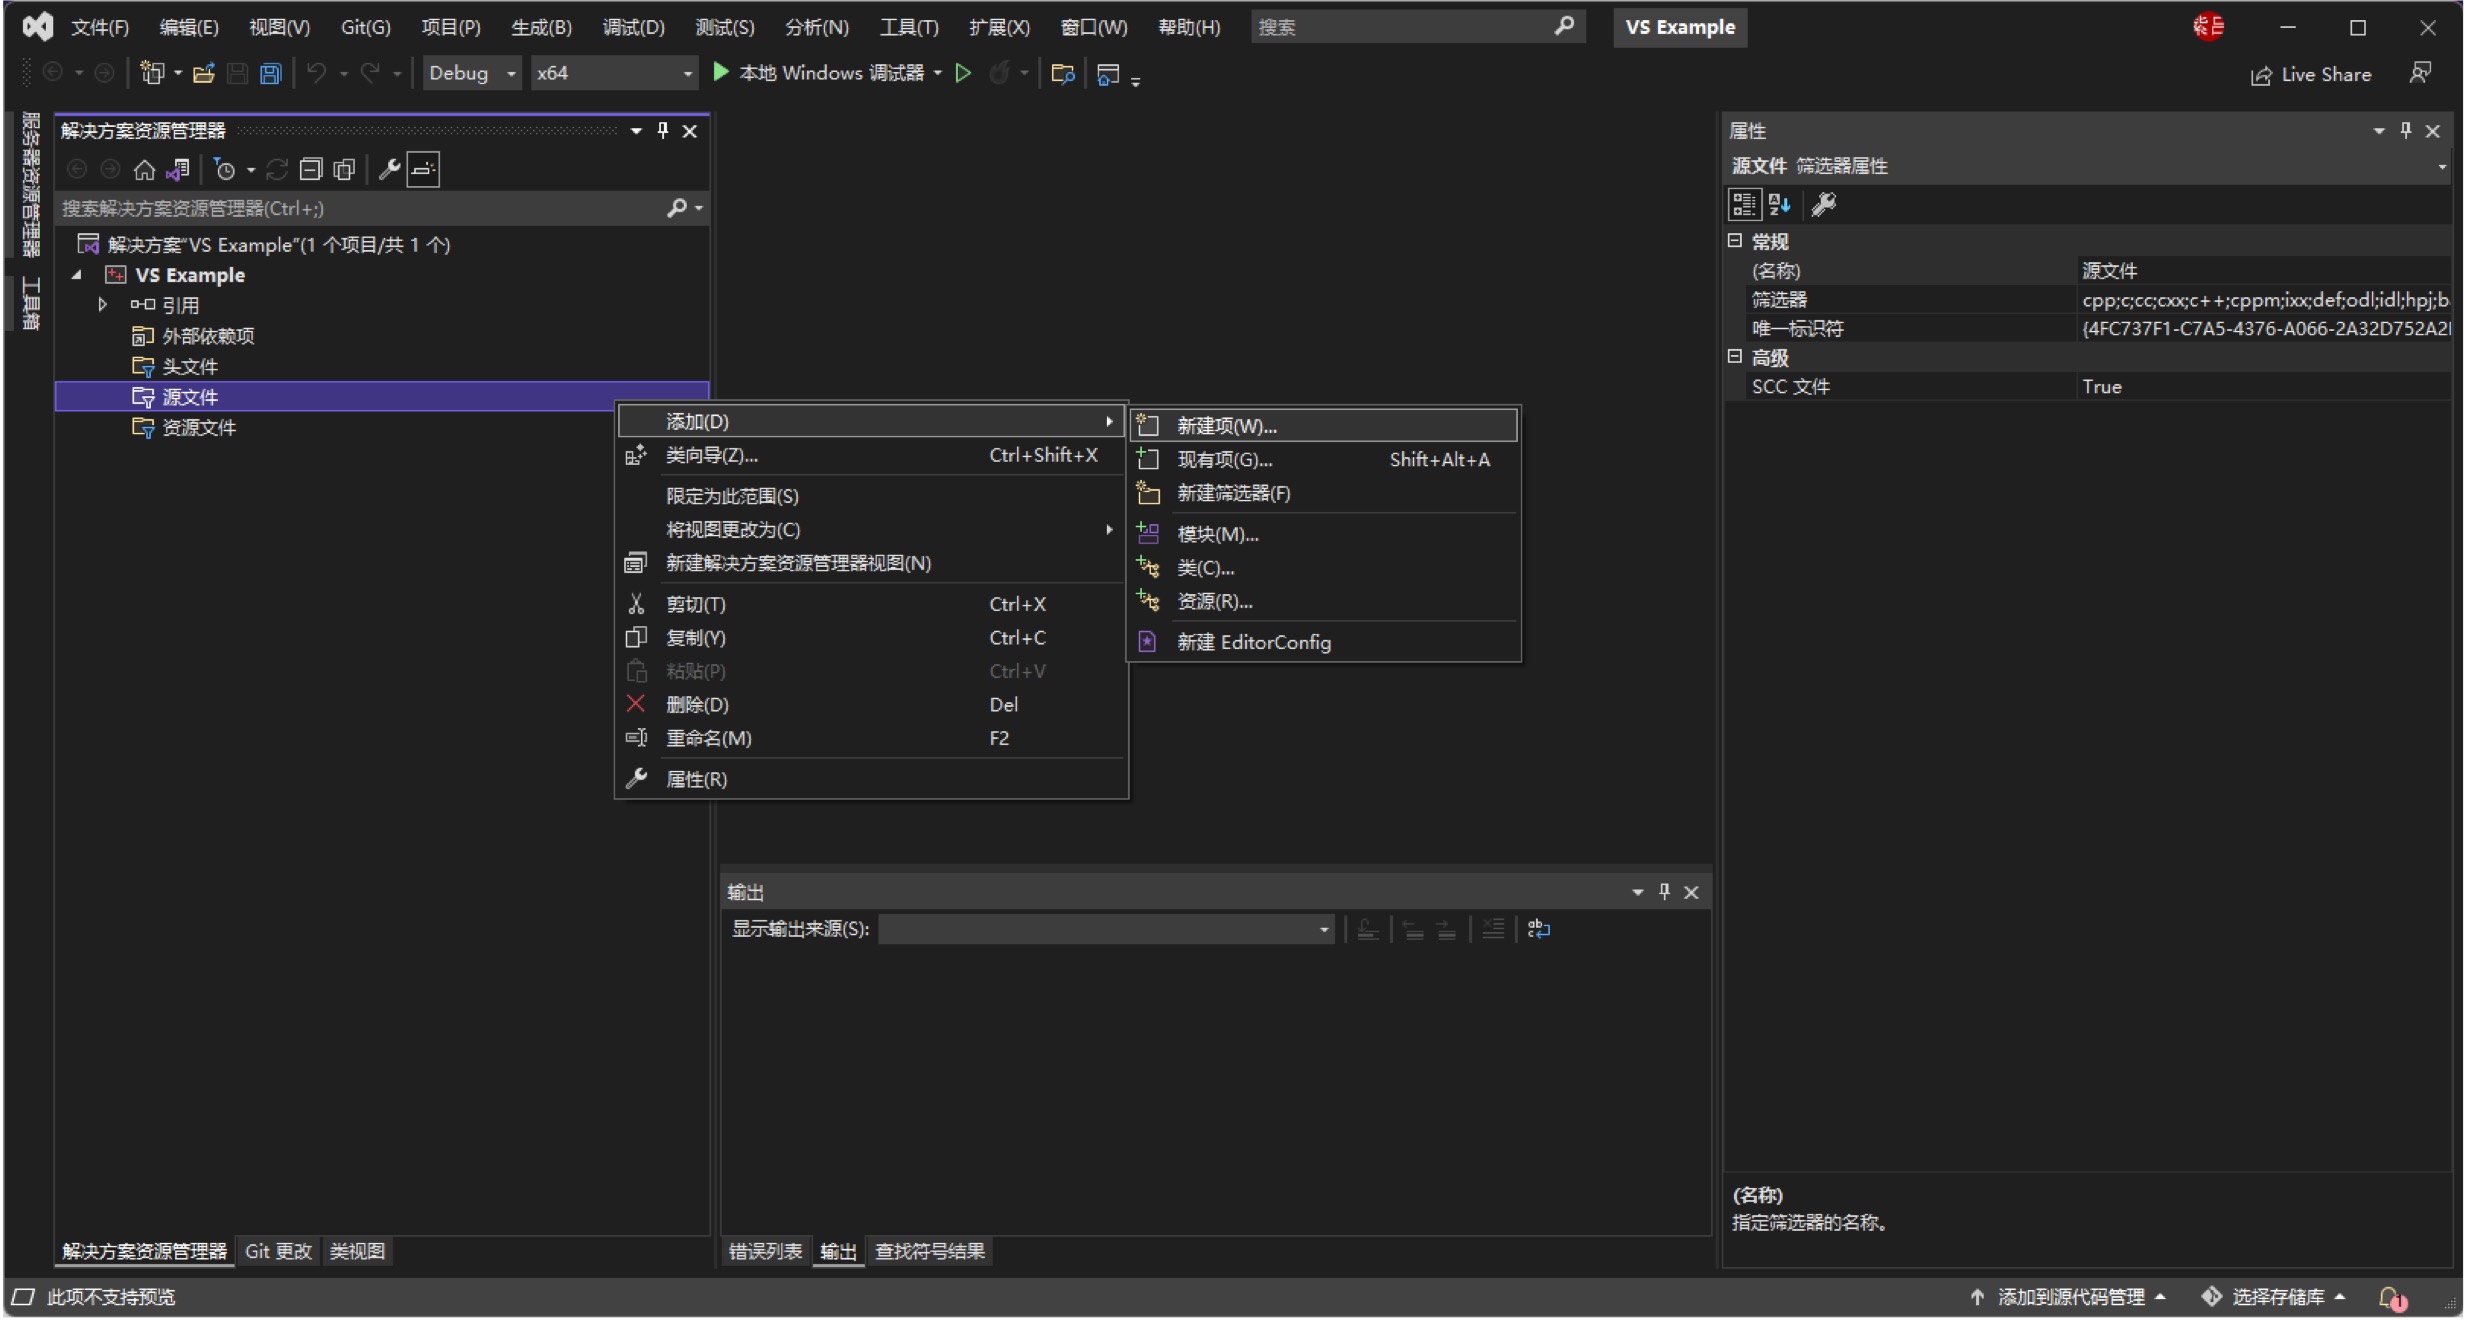 文件(F) 编辑(E) 视图(V) Git(G) 项目(P) 生成(B) 调试(D) 测试(S) 分析(N) 工具(T) 扩展(X) 窗口(W) 帮助(H) 搜索 VS Example
Debug x64 本地 Windows 调试器 Live Share
服务器资源管理器
工具箱
解决方案资源管理器
搜索解决方案资源管理器(Ctrl+;)
解决方案"VS Example"(1 个项目/共 1 个)
VS Example
引用
外部依赖项
头文件
源文件
资源文件
添加(D)
类向导(Z)... Ctrl+Shift+X
限定为此范围(S)
将视图更改为(C)
新建解决方案资源管理器视图(N)
剪切(T) Ctrl+X
复制(Y) Ctrl+C
粘贴(P) Ctrl+V
删除(D) Del
重命名(M) F2
属性(R)
新建项(W)...
现有项(G)... Shift+Alt+A
新建筛选器(F)
模块(M)...
类(C)...
资源(R)...
新建 EditorConfig
输出
显示输出来源(S):
错误列表 输出 查找符号结果
解决方案资源管理器 Git 更改 类视图
属性
源文件 筛选器属性
常规
(名称) 源文件
筛选器 cpp;c;cc;cxx;c++;cppm;ixx;def;odl;idl;hpj;b
唯一标识符 {4FC737F1-C7A5-4376-A066-2A32D752A2
高级
SCC 文件 True
(名称)
指定筛选器的名称。
此项不支持预览 添加到源代码管理 选择存储库 1